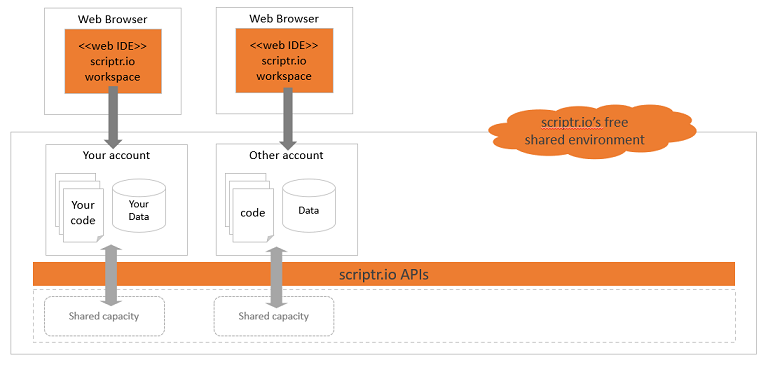 Web Browser
<<web IDE>>
scriptr.io
workspace
Web Browser
<<web IDE>>
scriptr.io
workspace
scriptr.io's free
shared environment
Your account
Your
code
Your
Data
Other account
code
Data
scriptr.io APIs
Shared capacity
Shared capacity